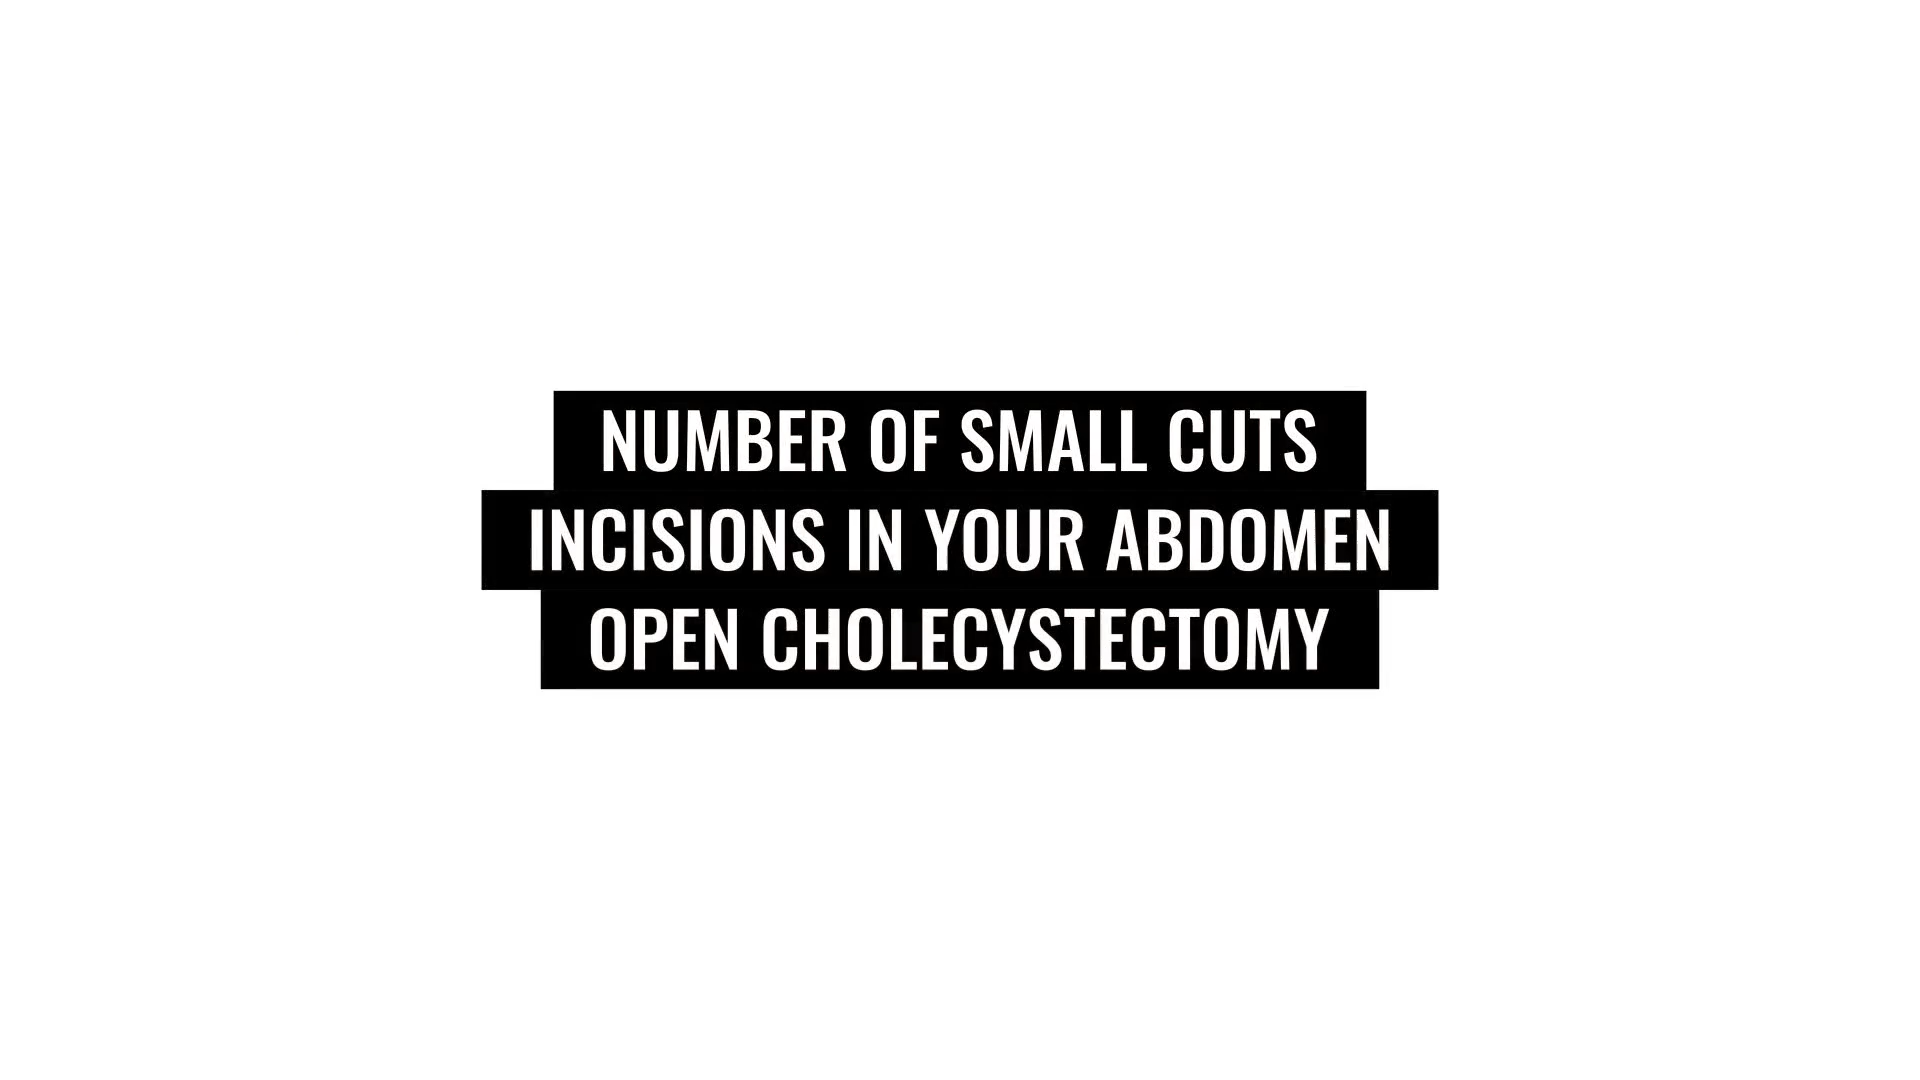 NUMBER OF SMALL CUTS
INCISIONS IN YOUR ABDOMEN
OPEN CHOLECYSTECTOMY